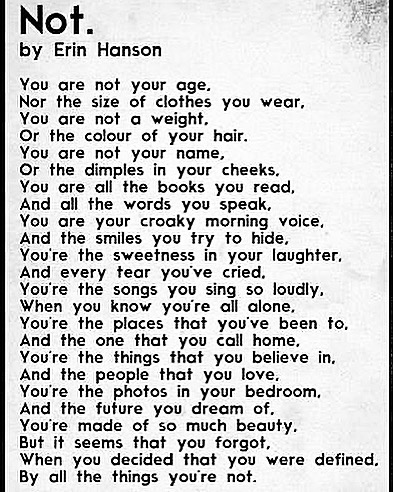 Not.
by Erin Hanson
You are not your age,
Nor the size of clothes you wear,
You are not a weight,
Or the colour of your hair.
You are not your name,
Or the dimples in your cheeks,
You are all the books you read,
And all the words you speak,
You are your croaky morning voice,
And the smiles you try to hide,
You're the sweetness in your laughter,
And every tear you've cried,
You're the songs you sing so loudly,
When you know you're all alone,
You're the places that you've been to,
And the one that you call home,
You're the things that you believe in,
And the people that you love,
You're the photos in your bedroom,
And the future you dream of,
You're made of so much beauty,
But it seems that you forgot,
When you decided that you were defined,
By all the things you're not.